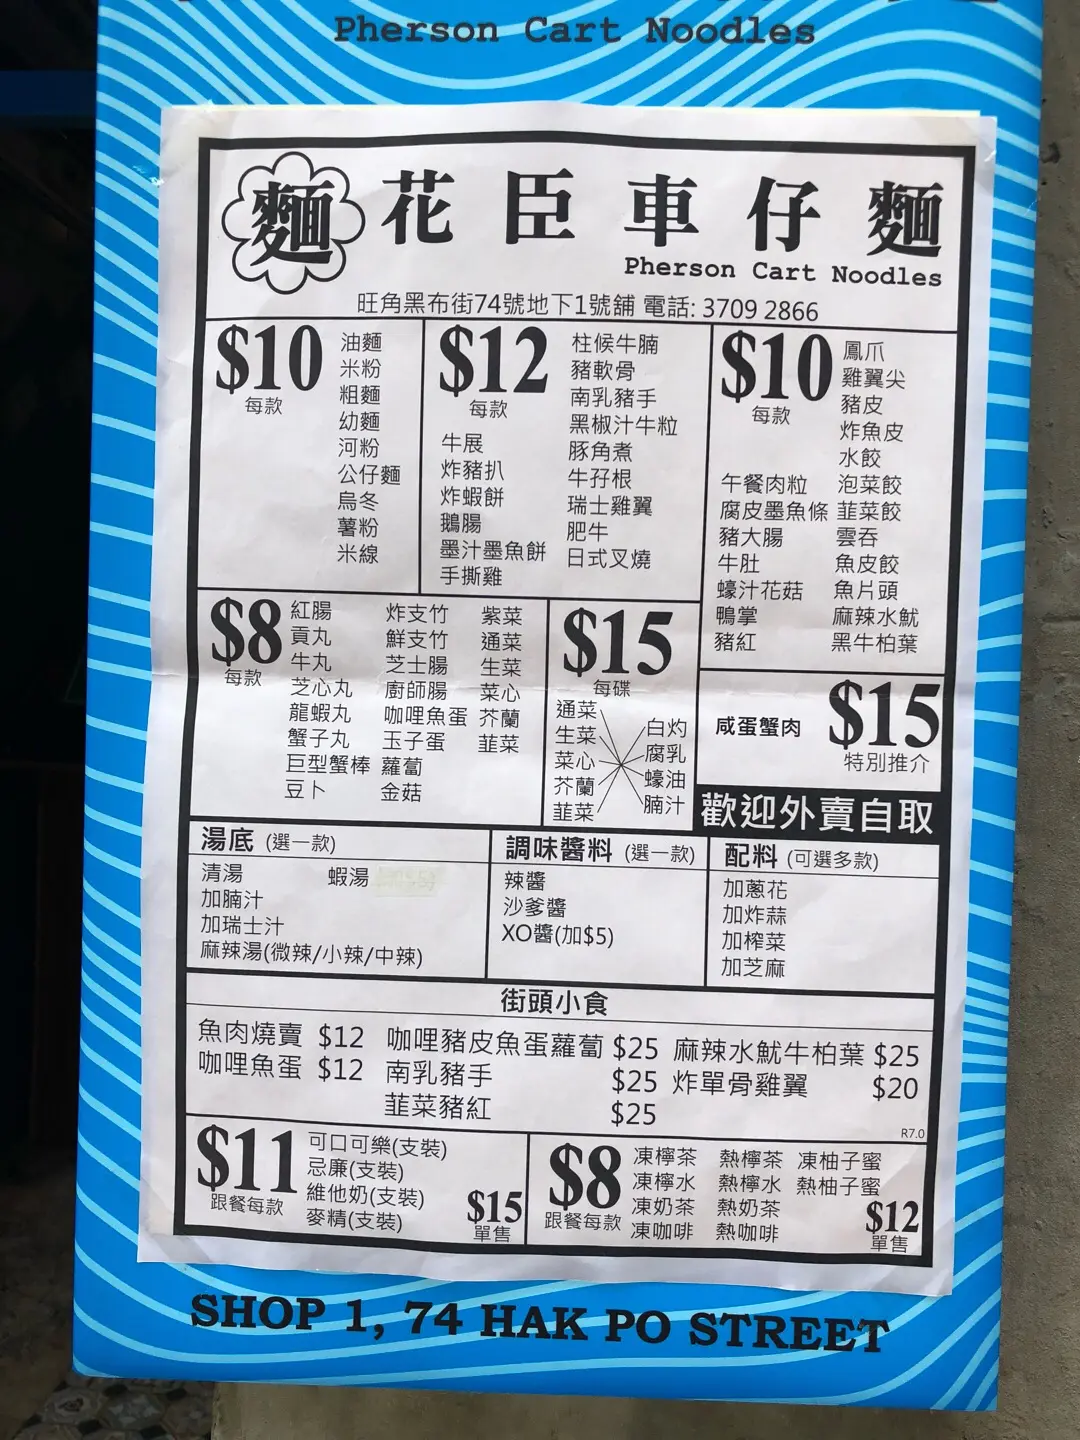 Pherson Cart Noodles
麵 花臣車仔麵
Pherson Cart Noodles
旺角黑布街74號地下1號舖 電話: 3709 2866
$10
每款
油麵
米粉
粗麵
幼麵
河粉
公仔麵
烏冬
薯粉
米線
$12
每款
牛展
炸豬扒
炸蝦餅
鵝腸
墨汁墨魚餅
手撕雞
柱候牛腩
豬軟骨
南乳豬手
黑椒汁牛粒
豚角煮
牛孖根
瑞士雞翼
肥牛
日式叉燒
$10
每款
午餐肉粒
腐皮墨魚條
豬大腸
牛肚
蠔汁花菇
鴨掌
豬紅
鳳爪
雞翼尖
豬皮
炸魚皮
水餃
泡菜餃
韮菜餃
雲吞
魚皮餃
魚片頭
麻辣水魷
黑牛柏葉
$8
每款
紅腸
貢丸
牛丸
芝心丸
龍蝦丸
蟹子丸
巨型蟹棒
豆卜
炸支竹
鮮支竹
芝士腸
廚師腸
咖哩魚蛋
玉子蛋
蘿蔔
金菇
紫菜
通菜
生菜
菜心
芥蘭
韮菜
$15
每碟
通菜
生菜
菜心
芥蘭
韮菜
白灼
腐乳
蠔油
腩汁
咸蛋蟹肉
$15
特別推介
歡迎外賣自取
湯底 (選一款)
清湯
加腩汁
加瑞士汁
麻辣湯(微辣/小辣/中辣)
蝦湯
調味醬料 (選一款)
辣醬
沙爹醬
XO醬(加$5)
配料 (可選多款)
加蔥花
加炸蒜
加榨菜
加芝麻
街頭小食
魚肉燒賣 $12
咖哩魚蛋 $12
咖哩豬皮魚蛋蘿蔔 $25
南乳豬手 $25
韮菜豬紅 $25
麻辣水魷牛柏葉 $25
炸單骨雞翼 $20
R7.0
$11
跟餐每款
可口可樂(支裝)
忌廉(支裝)
維他奶(支裝)
麥精(支裝)
$15
單售
$8
跟餐每款
凍檸茶
凍檸水
凍奶茶
凍咖啡
熱檸茶
熱檸水
熱奶茶
熱咖啡
凍柚子蜜
熱柚子蜜
$12
單售
SHOP 1, 74 HAK PO STREET